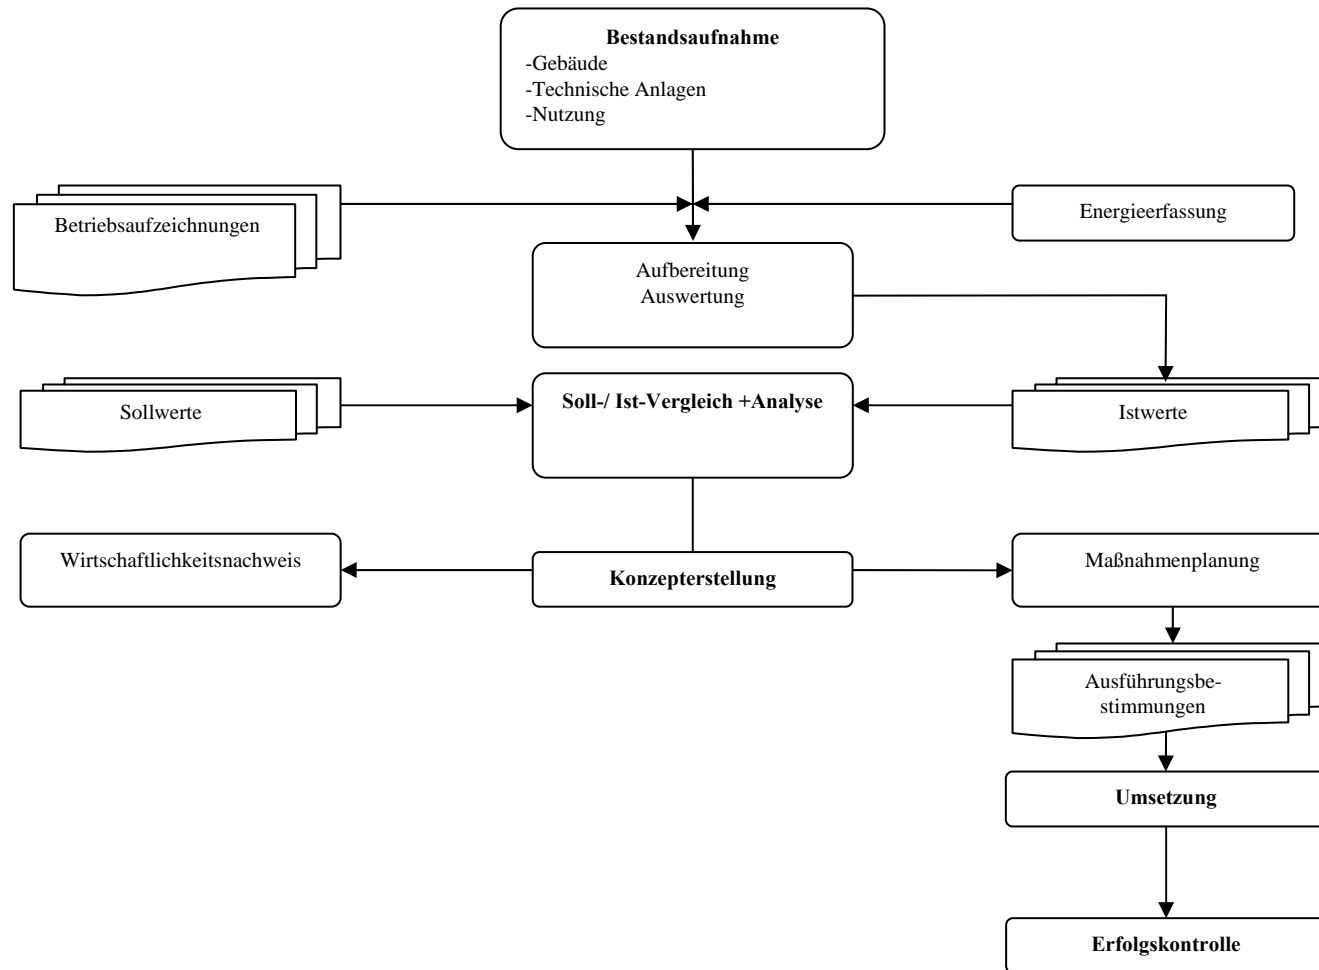 Bestandsaufnahme
-Gebäude
-Technische Anlagen
-Nutzung
Betriebsaufzeichnungen
Energieerfassung
Aufbereitung
Auswertung
Sollwerte
Soll-/ Ist-Vergleich +Analyse
Istwerte
Wirtschaftlichkeitsnachweis
Konzepterstellung
Maßnahmenplanung
Ausführungsbe-
stimmungen
Umsetzung
Erfolgskontrolle